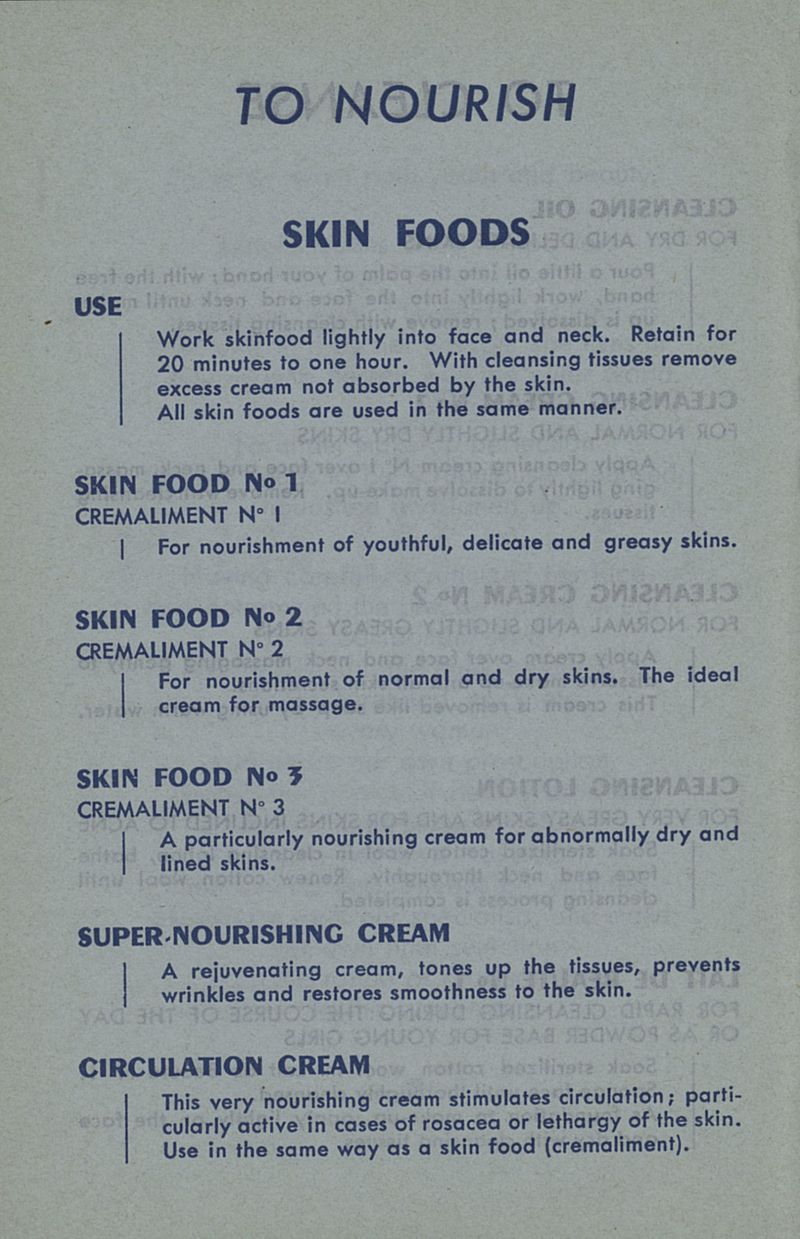 TO NOURISH
SKIN FOODS
USE
Work skinfood lightly into face and neck. Retain for
20 minutes to one hour. With cleansing tissues remove
excess cream not absorbed by the skin.
All skin foods are used in the same manner.
SKIN FOOD No 1
CREMALIMENT N° I
For nourishment of youthful, delicate and greasy skins.
SKIN FOOD No 2
CREMALIMENT N° 2
For nourishment of normal and dry skins. The ideal
cream for massage.
SKIN FOOD No 3
CREMALIMENT N° 3
A particularly nourishing cream for abnormally dry and
lined skins.
SUPER-NOURISHING CREAM
A rejuvenating cream, tones up the tissues, prevents
wrinkles and restores smoothness to the skin.
CIRCULATION CREAM
This very nourishing cream stimulates circulation; parti-
cularly active in cases of rosacea or lethargy of the skin.
Use in the same way as a skin food (cremaliment).